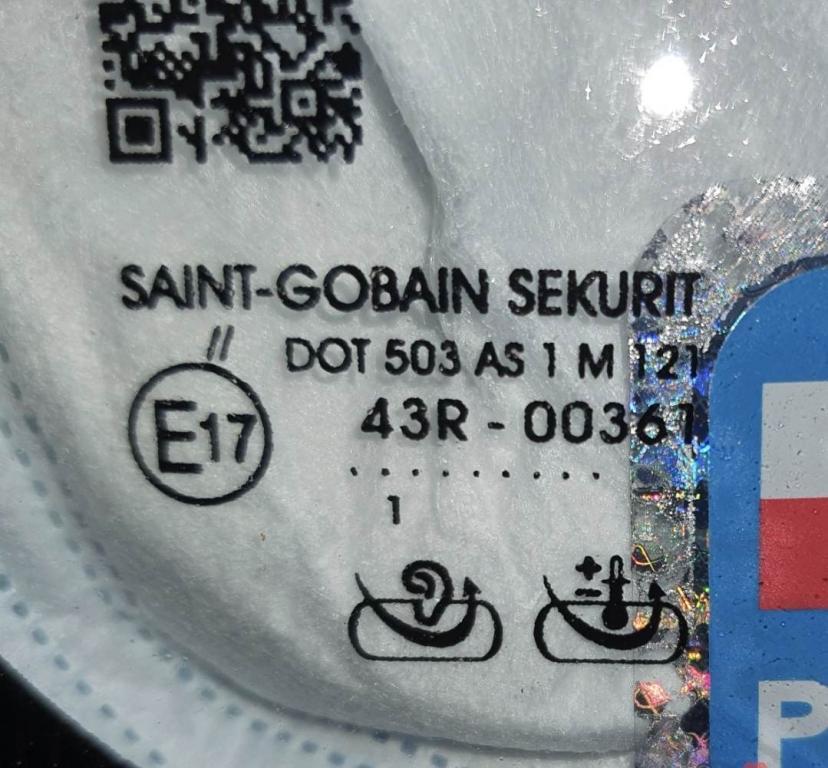 SAINT-GOBAIN SEKURIT
//
DOT 503 AS 1 M 121
E17
43R - 00361
. . . . . . . . .
1
P